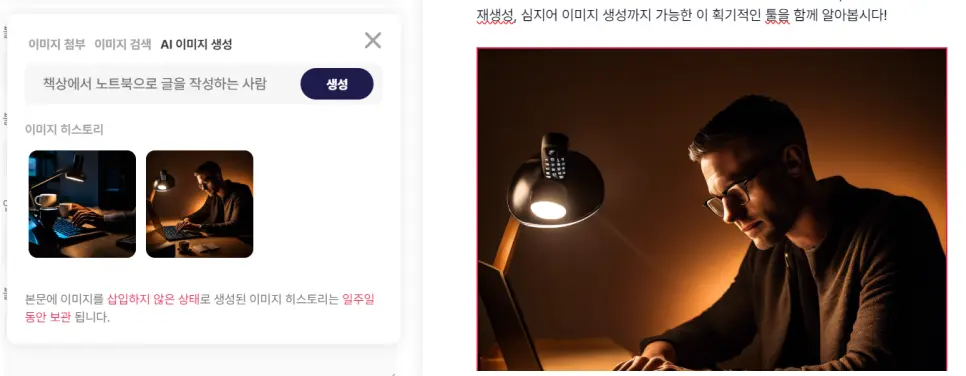 이미지 첨부 이미지 검색 AI 이미지 생성
책상에서 노트북으로 글을 작성하는 사람
생성
이미지 히스토리
본문에 이미지를 삽입하지 않은 상태로 생성된 이미지 히스토리는 일주일
동안 보관 됩니다.
재생성, 심지어 이미지 생성까지 가능한 이 획기적인 툴을 함께 알아봅시다!